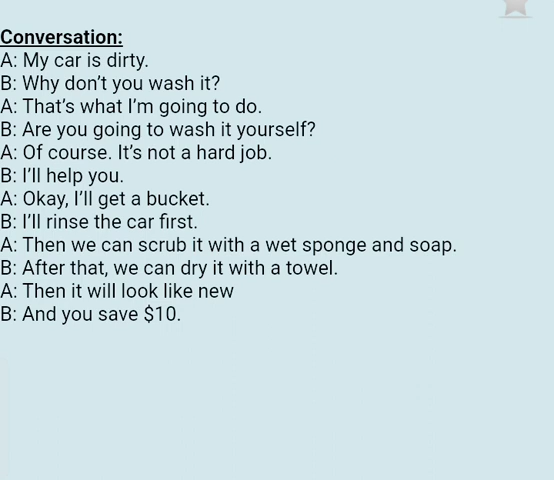 Conversation:
A: My car is dirty.
B: Why don’t you wash it?
A: That’s what I’m going to do.
B: Are you going to wash it yourself?
A: Of course. It’s not a hard job.
B: I’ll help you.
A: Okay, I’ll get a bucket.
B: I’ll rinse the car first.
A: Then we can scrub it with a wet sponge and soap.
B: After that, we can dry it with a towel.
A: Then it will look like new
B: And you save $10.